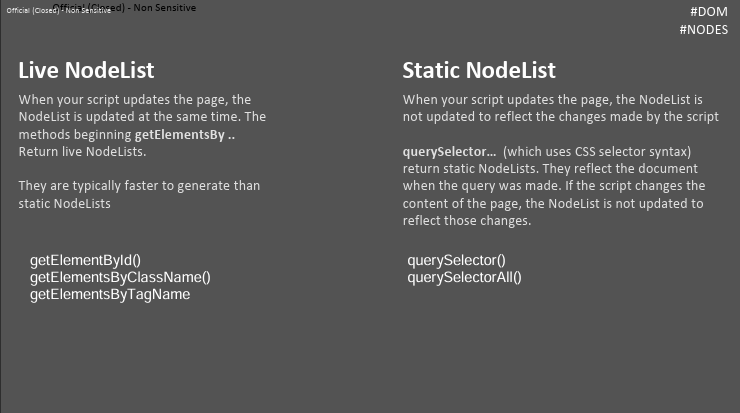 Official (Closed) - Non Sensitive
Official (Closed) - Non Sensitive
#DOM
#NODES
Live NodeList
When your script updates the page, the
NodeList is updated at the same time. The
methods beginning getElementsBy ..
Return live NodeLists.
They are typically faster to generate than
static NodeLists
getElementById()
getElementsByClassName()
getElementsByTagName
Static NodeList
When your script updates the page, the NodeList is
not updated to reflect the changes made by the script
querySelector... (which uses CSS selector syntax)
return static NodeLists. They reflect the document
when the query was made. If the script changes the
content of the page, the NodeList is not updated to
reflect those changes.
querySelector()
querySelectorAll()